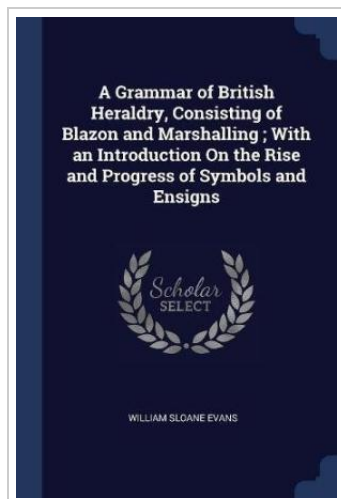 A Grammar of British
Heraldry, Consisting of
Blazon and Marshalling ; With
an Introduction On the Rise
and Progress of Symbols and
Ensigns
Scholar
SELECT
WILLIAM SLOANE EVANS